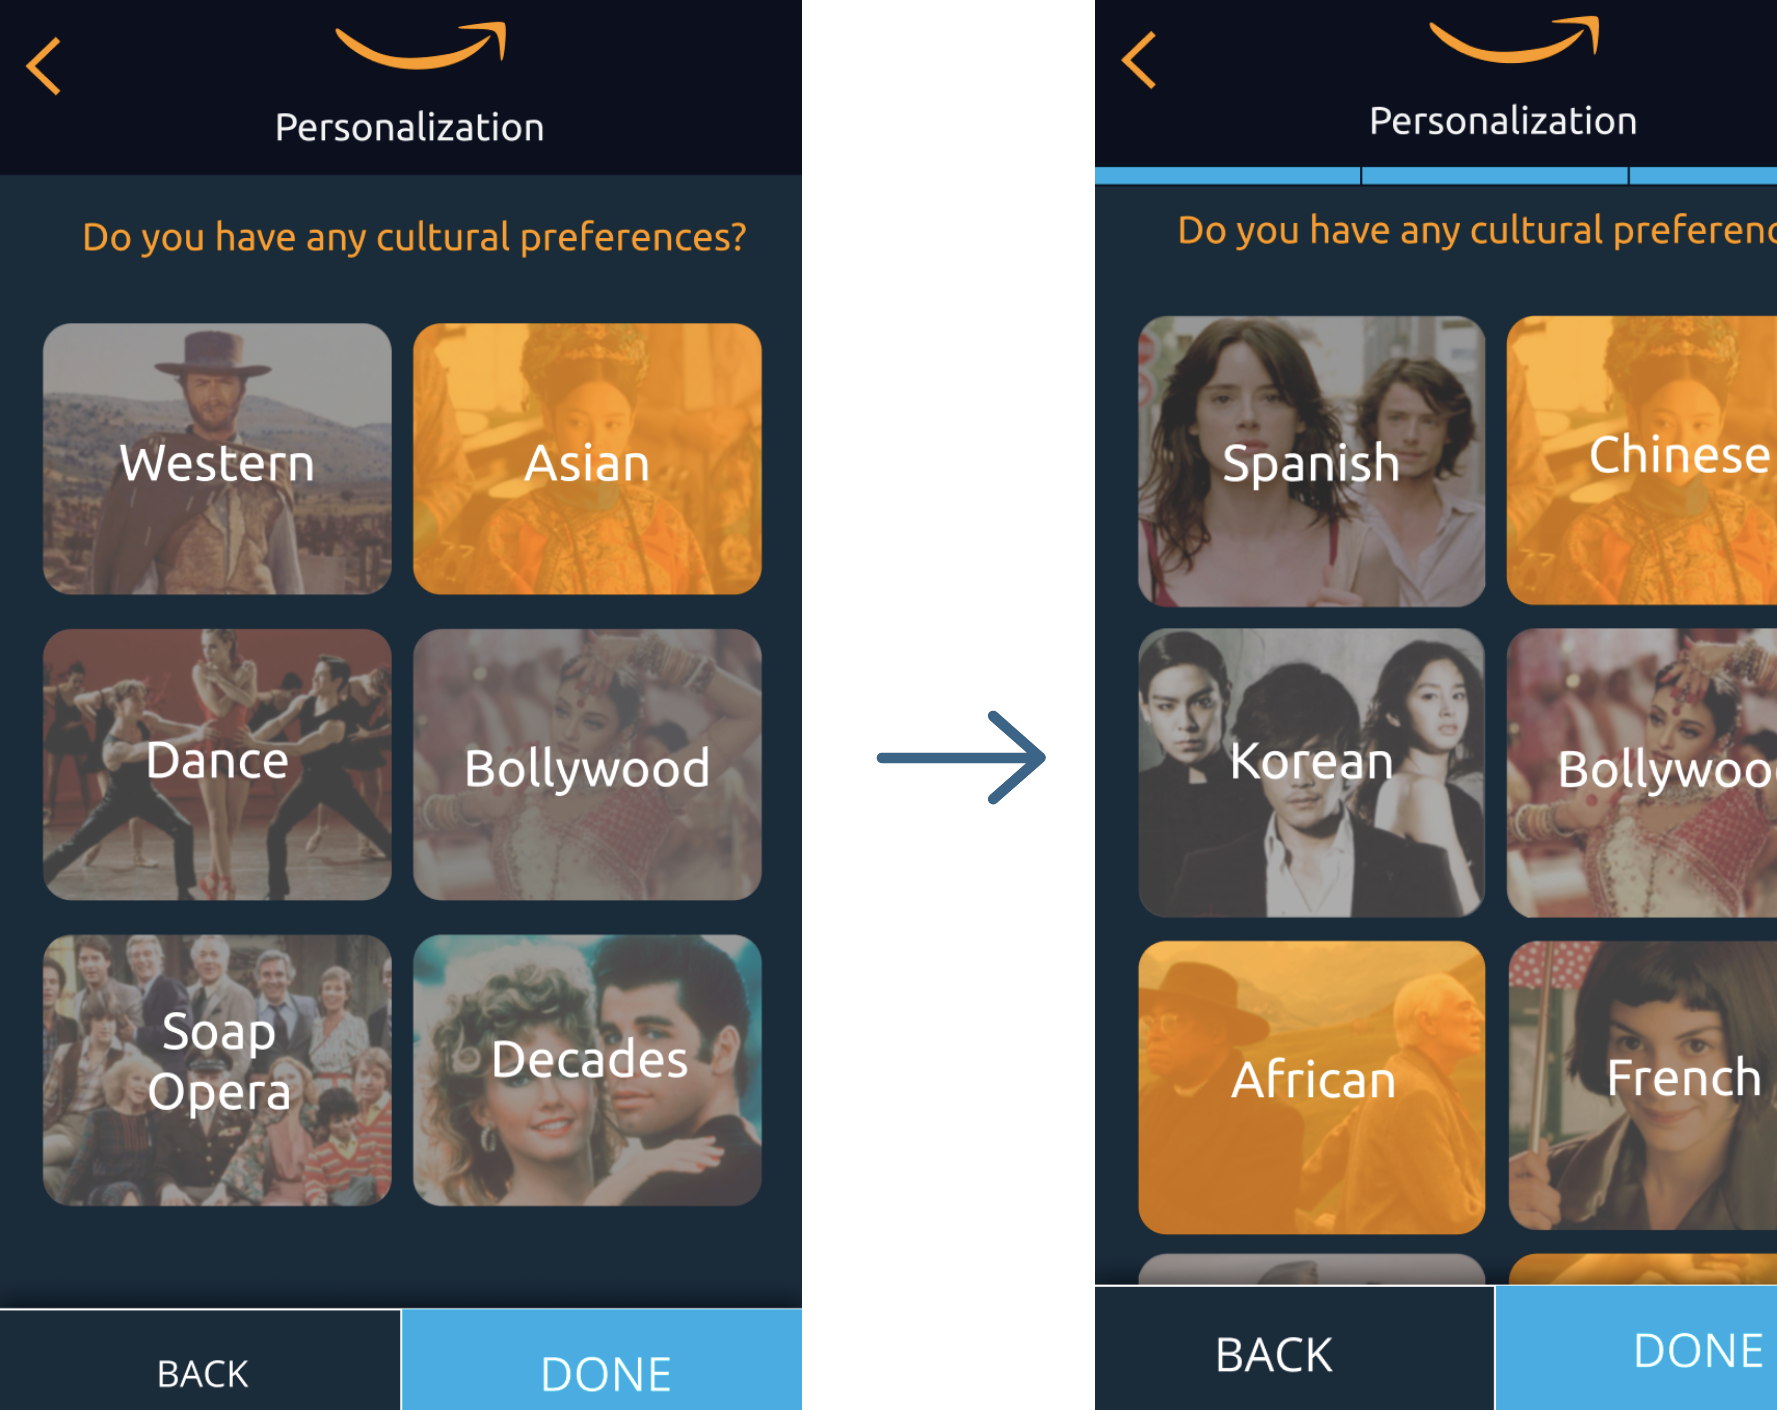 Personalization
Do you have any cultural preferences?
Western
Asian
Dance
Bollywood
Soap
Opera
Decades
BACK
DONE
Personalization
Do you have any cultural preferenc
Spanish
Chinese
Korean
Bollywoo
African
French
BACK
DONE